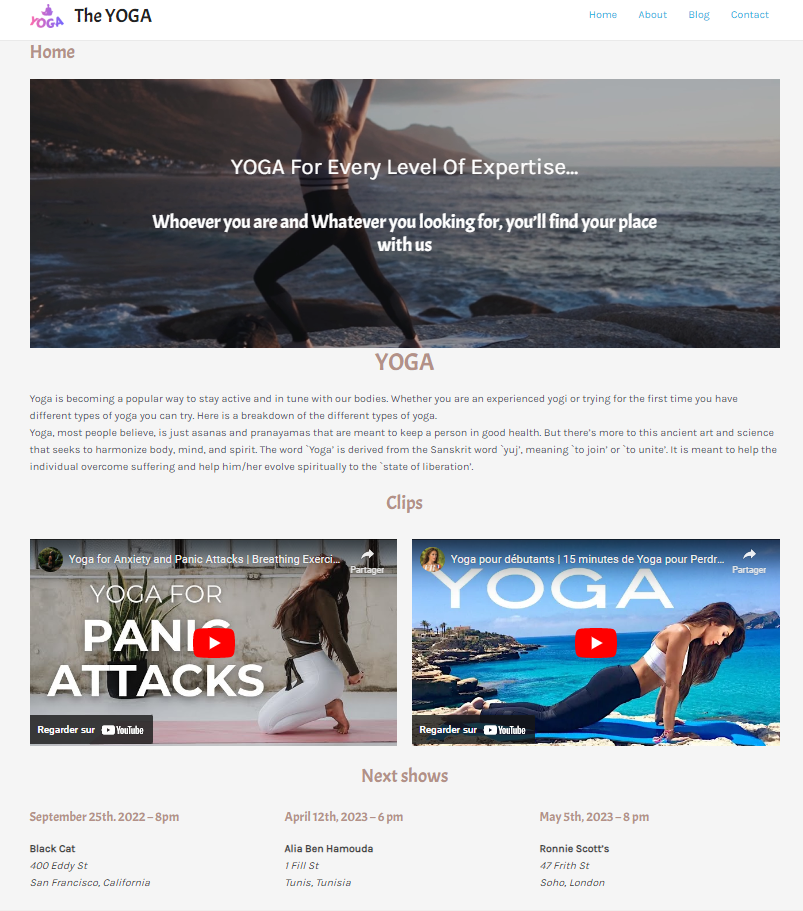 YOGA
The YOGA
Home
About
Blog
Contact
Home
YOGA For Every Level Of Expertise...
Whoever you are and Whatever you looking for, you'll find your place
with us
YOGA
Yoga is becoming a popular way to stay active and in tune with our bodies. Whether you are an experienced yogi or trying for the first time you have
different types of yoga you can try. Here is a breakdown of the different types of yoga.
Yoga, most people believe, is just asanas and pranayamas that are meant to keep a person in good health. But there's more to this ancient art and science
that seeks to harmonize body, mind, and spirit. The word `Yoga' is derived from the Sanskrit word `yuj', meaning `to join' or `to unite'. It is meant to help the
individual overcome suffering and help him/her evolve spiritually to the `state of liberation'.
Clips
Yoga for Anxiety and Panic Attacks | Breathing Exerci...
Partager
YOGA FOR
PANIC
ATTACKS
Regarder sur YouTube
Yoga pour débutants | 15 minutes de Yoga pour Perdr...
Partager
YOGA
Regarder sur YouTube
Next shows
September 25th. 2022 – 8pm
Black Cat
400 Eddy St
San Francisco, California
April 12th, 2023 – 6 pm
Alia Ben Hamouda
1 Fill St
Tunis, Tunisia
May 5th, 2023 – 8 pm
Ronnie Scott's
47 Frith St
Soho, London